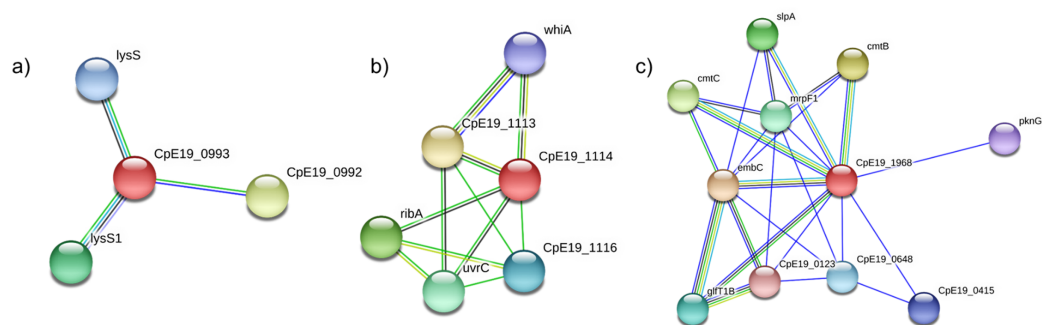 a)
lysS
CpE19_0993
CpE19_0992
lysS1
b)
whiA
CpE19_1113
CpE19_1114
ribA
uvrC
CpE19_1116
c)
slpA
cmtB
cmtC
mrpF1
pknG
CpE19_1968
embC
CpE19_0123
CpE19_0648
glfT1B
CpE19_0415